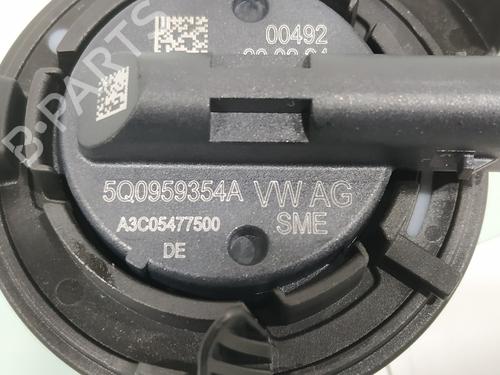 00492
5Q0959354A VW AG
A3C05477500 SME
DE
B-PARTS